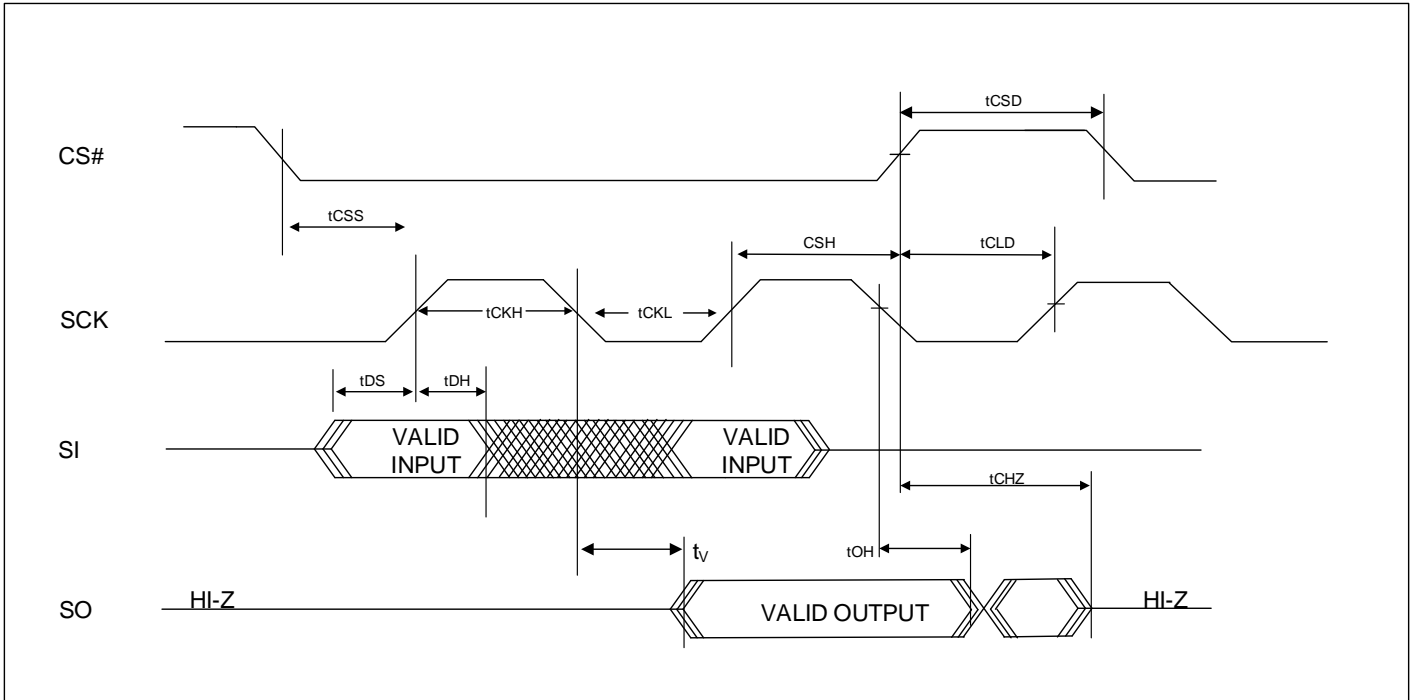 tCSD
CS#
tCSS
CSH
tCLD
SCK
tCKH
tCKL
tDS
tDH
SI
VALID
INPUT
VALID
INPUT
tCHZ
tV
tOH
SO
HI-Z
VALID OUTPUT
HI-Z